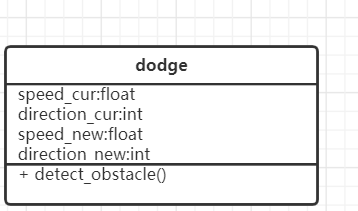 dodge
speed_cur:float
direction_cur:int
speed_new:float
direction_new:int
+ detect_obstacle()